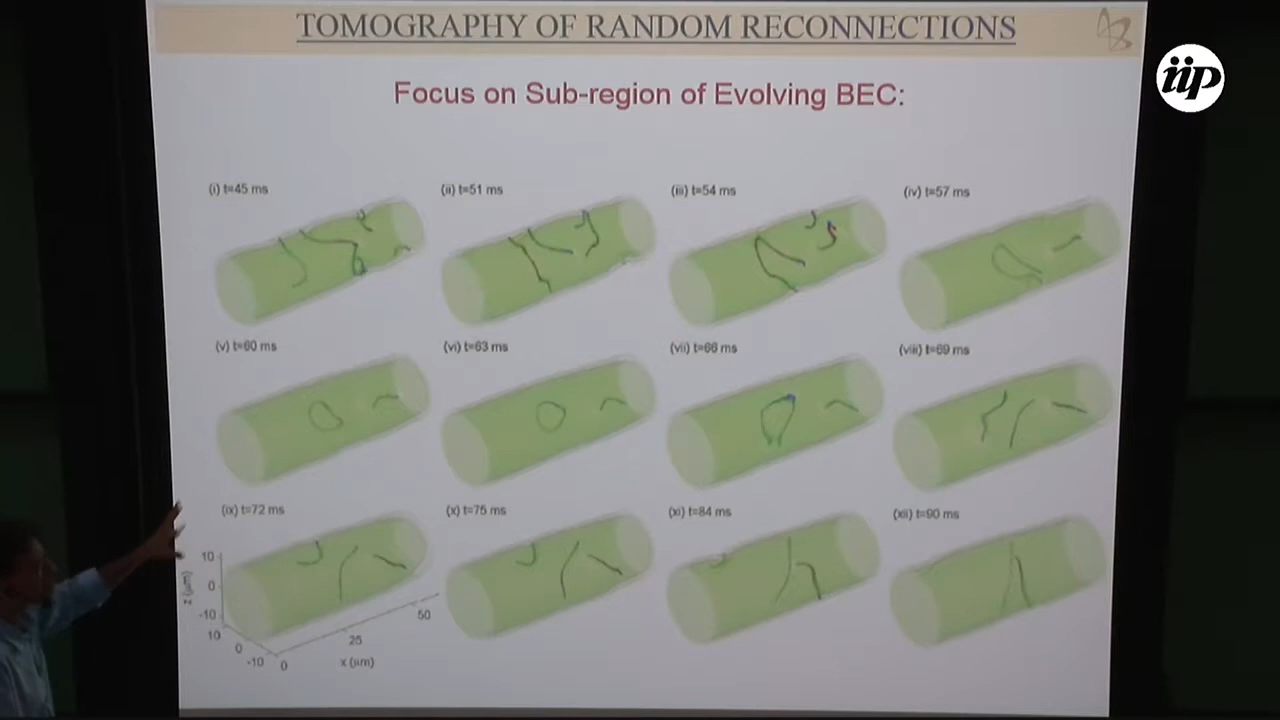 TOMOGRAPHY OF RANDOM RECONNECTIONS
iip
Focus on Sub-region of Evolving BEC:
(i) t=45 ms
(ii) t=51 ms
(iii) t=54 ms
(iv) t=57 ms
(v) t=60 ms
(vi) t=63 ms
(vii) t=66 ms
(viii) t=69 ms
(ix) t=72 ms
(x) t=75 ms
(xi) t=84 ms
(xii) t=90 ms
z (μm)
10
0
-10
10
0
-10
0
25
50
x (μm)